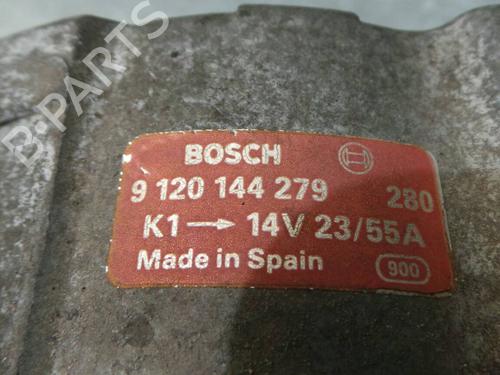 B-PARTS
BOSCH
9 120 144 279 280
K1 → 14V 23/55A
Made in Spain 900